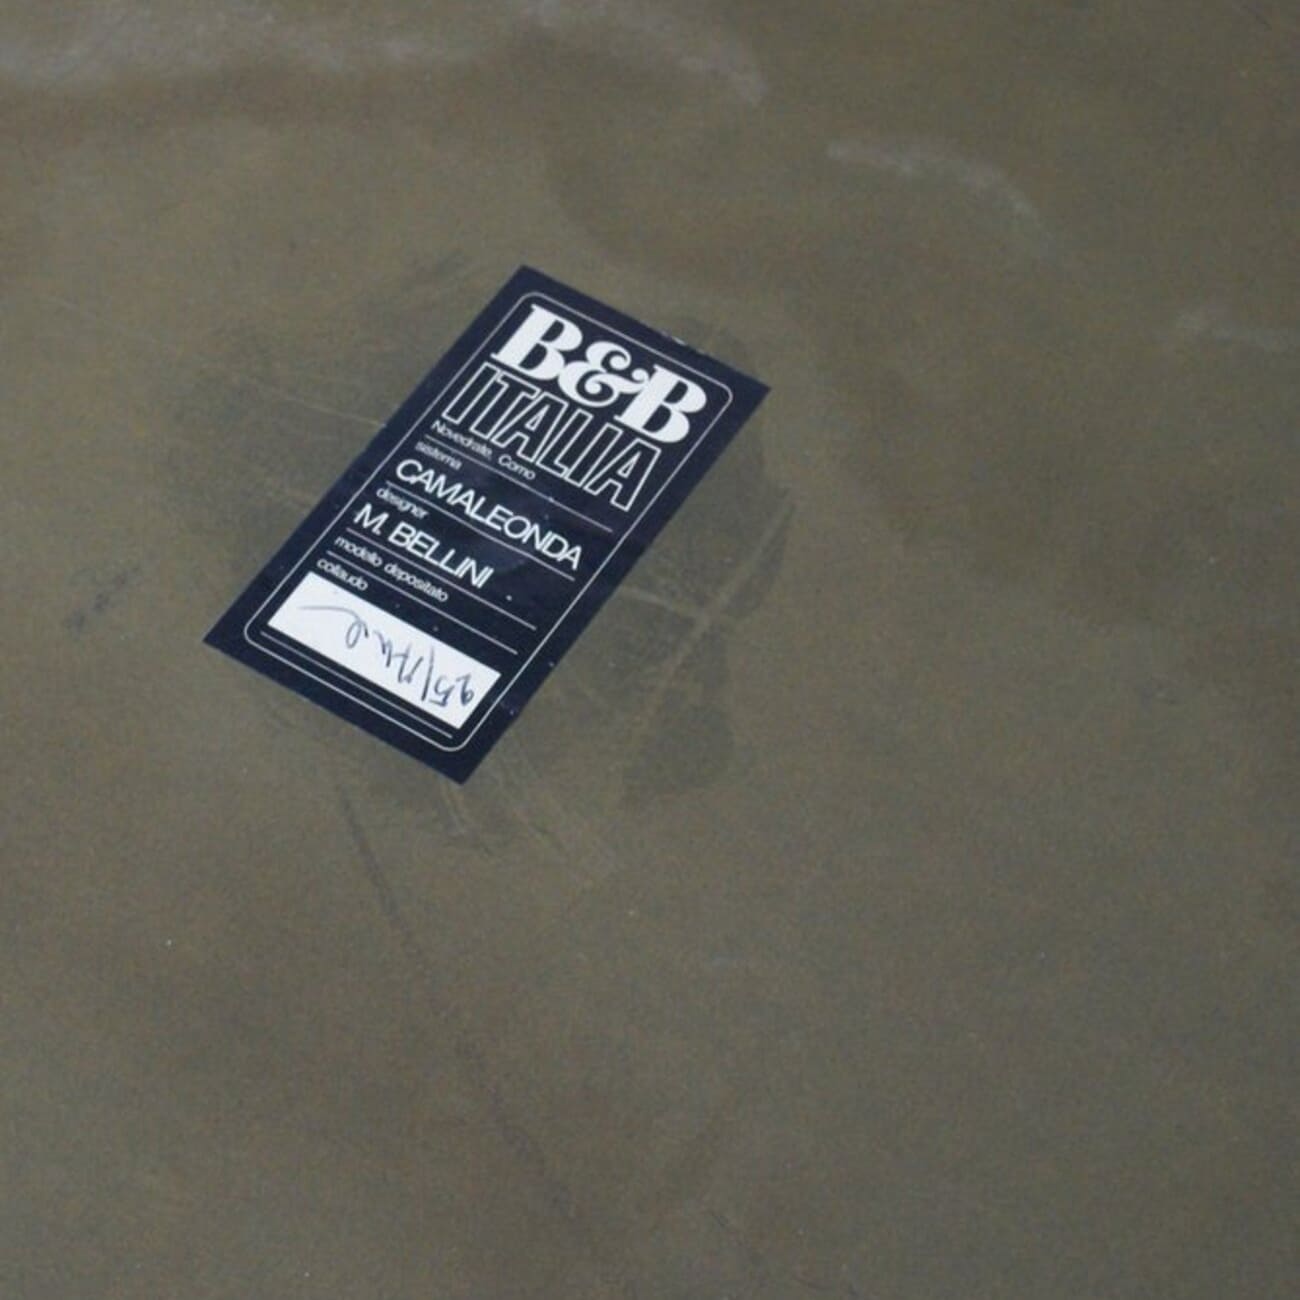 B&B
ITALIA
Novedrate, Como
sistema
CAMALEONDA
designer
M. BELLINI
modello depositato
collaudo